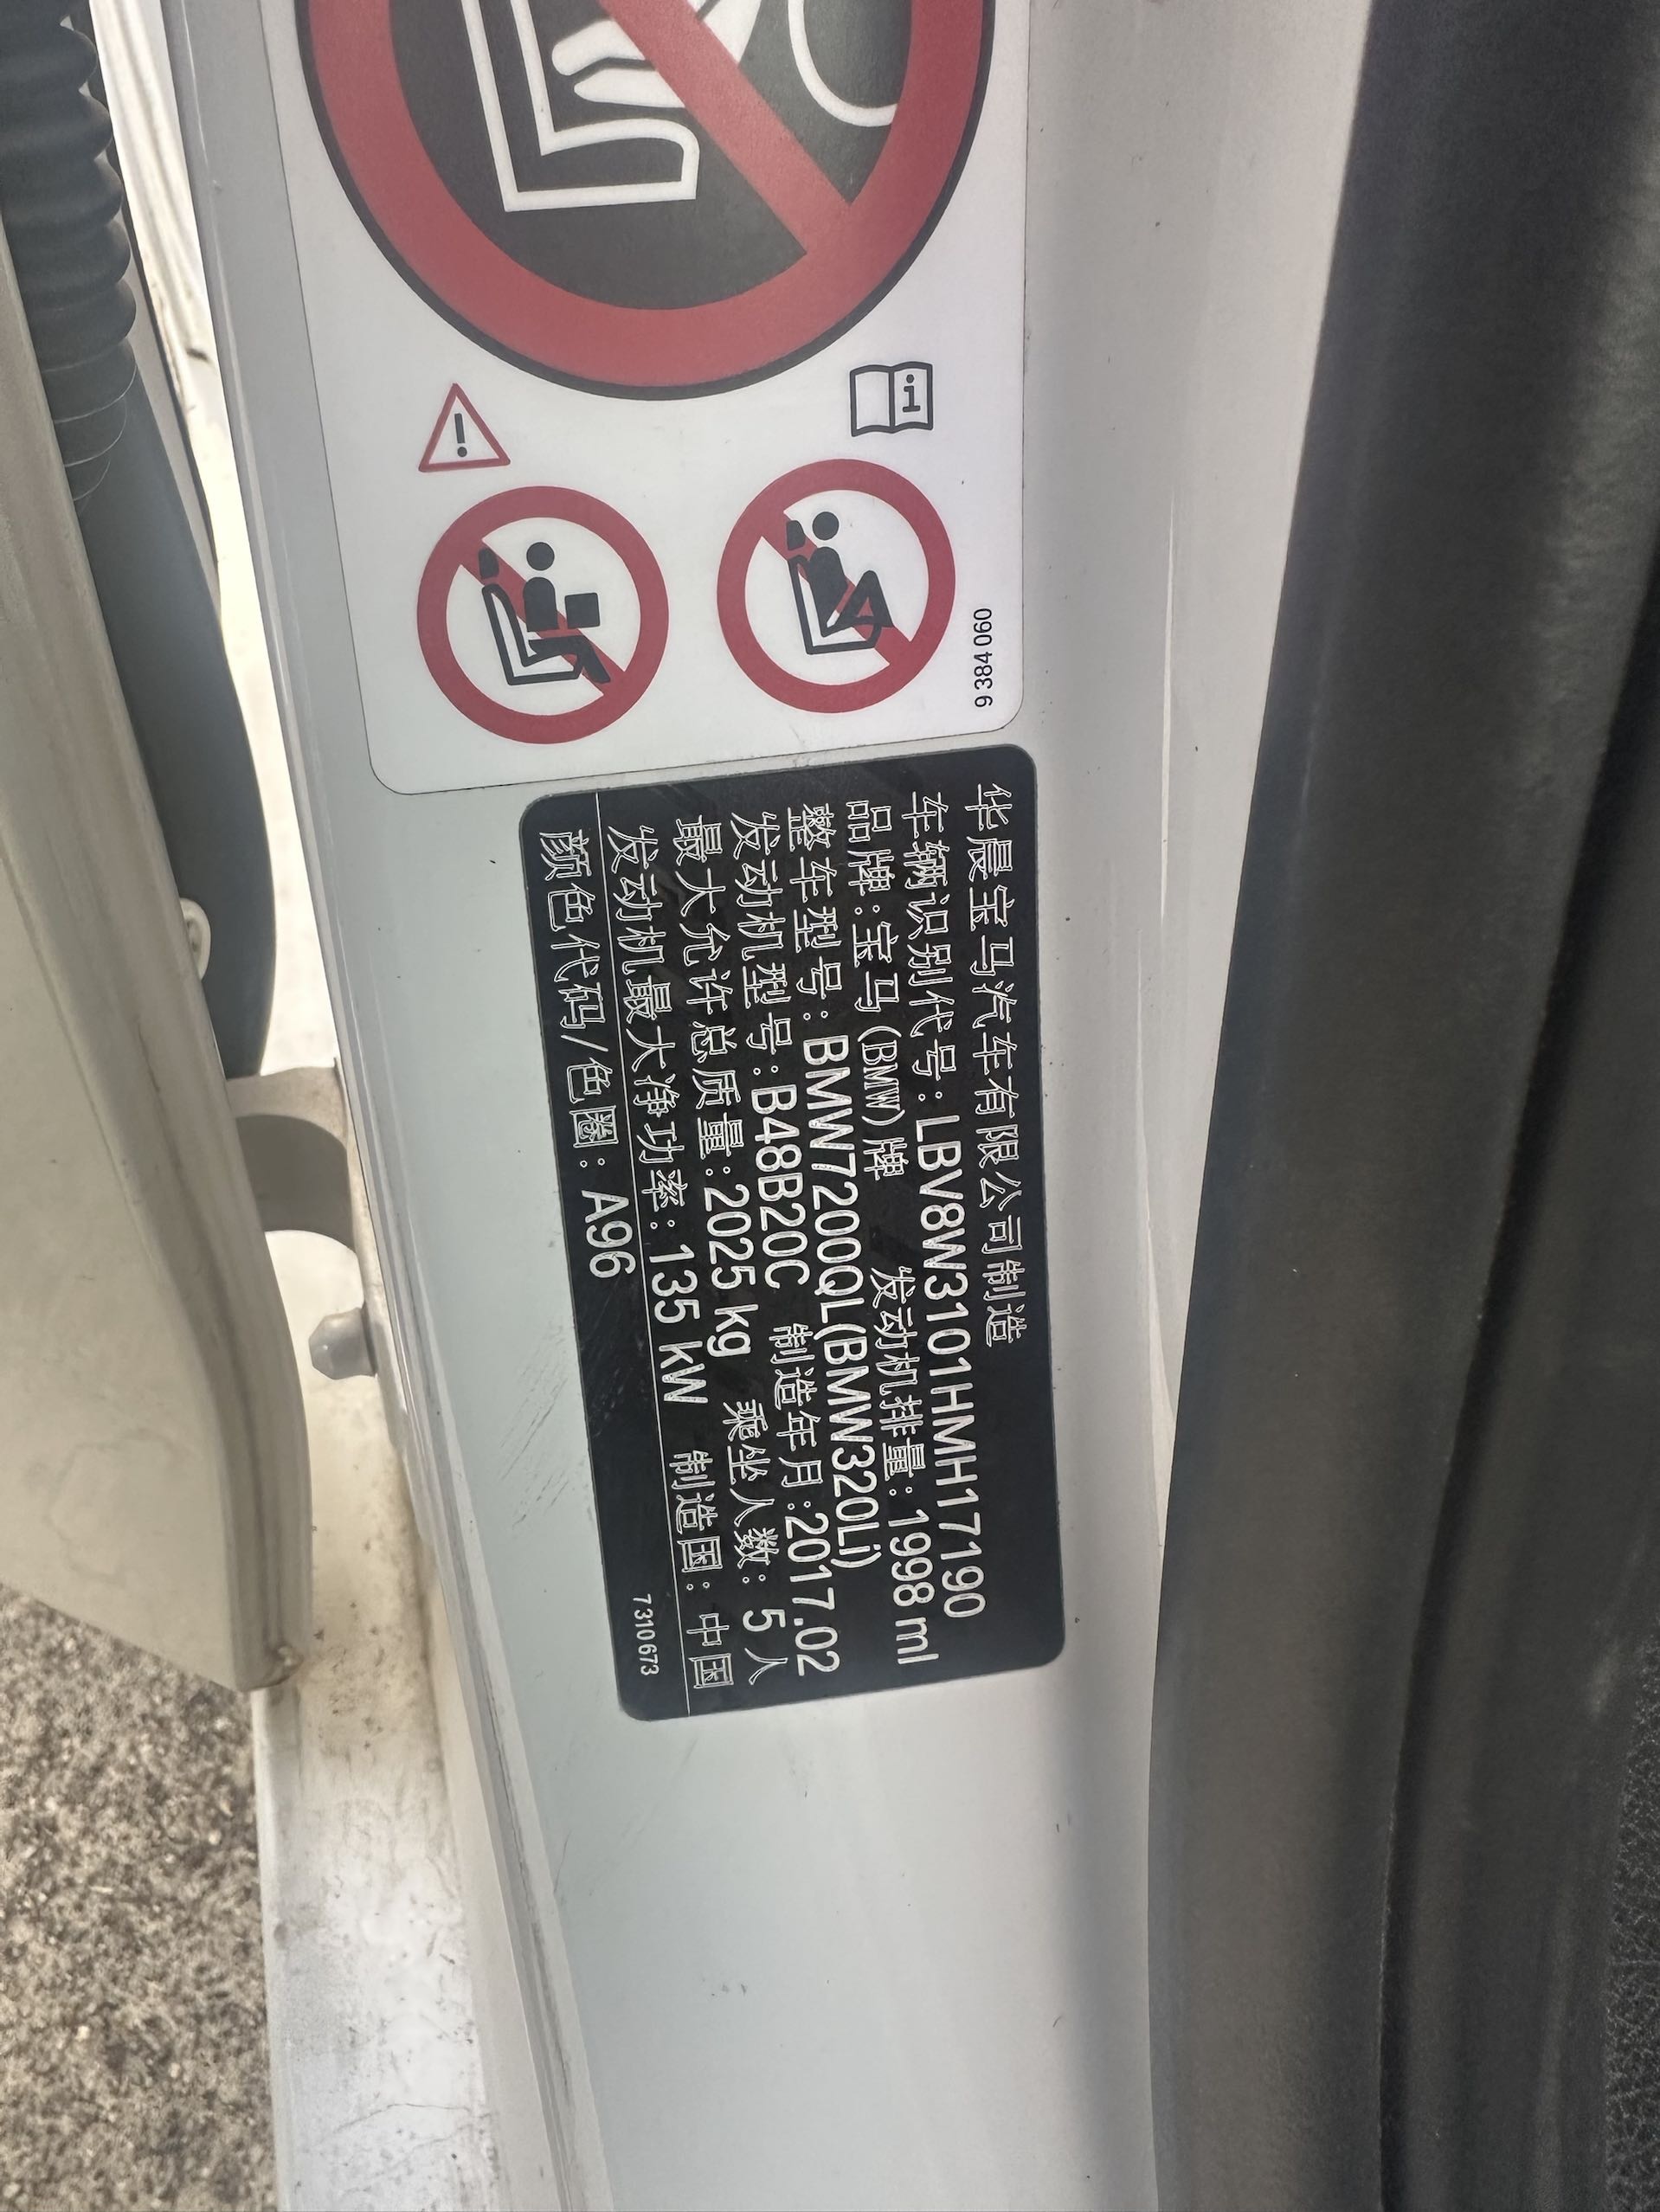 9 384 060
华晨宝马汽车有限公司制造
车辆识别代号:LBV8W3101HMH17190
品牌:宝马(BMW)牌 发动机排量:1998 ml
整车型号:BMW7200QL(BMW320Li)
发动机型号:B48B20C 制造年月:2017.02
最大允许总质量:2025 kg 乘坐人数:5 人
发动机最大净功率:135 kW 制造国:中国
颜色代码/色圈:A96
7310673